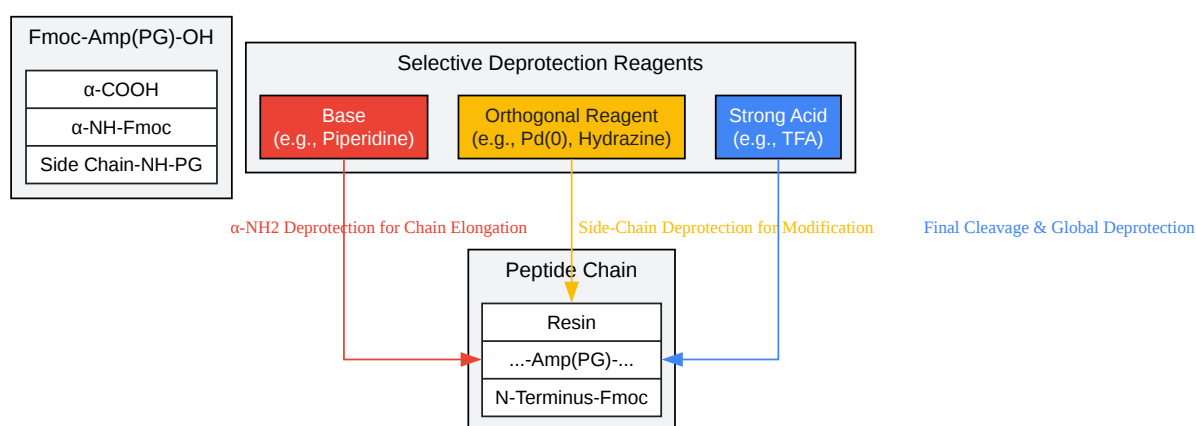 Fmoc-Amp(PG)-OH
α-COOH
α-NH-Fmoc
Side Chain-NH-PG
Selective Deprotection Reagents
Base
(e.g., Piperidine)
Orthogonal Reagent
(e.g., Pd(0), Hydrazine)
Strong Acid
(e.g., TFA)
α-NH2 Deprotection for Chain Elongation
Side-Chain Deprotection for Modification
Final Cleavage & Global Deprotection
Peptide Chain
Resin
...-Amp(PG)-...
N-Terminus-Fmoc